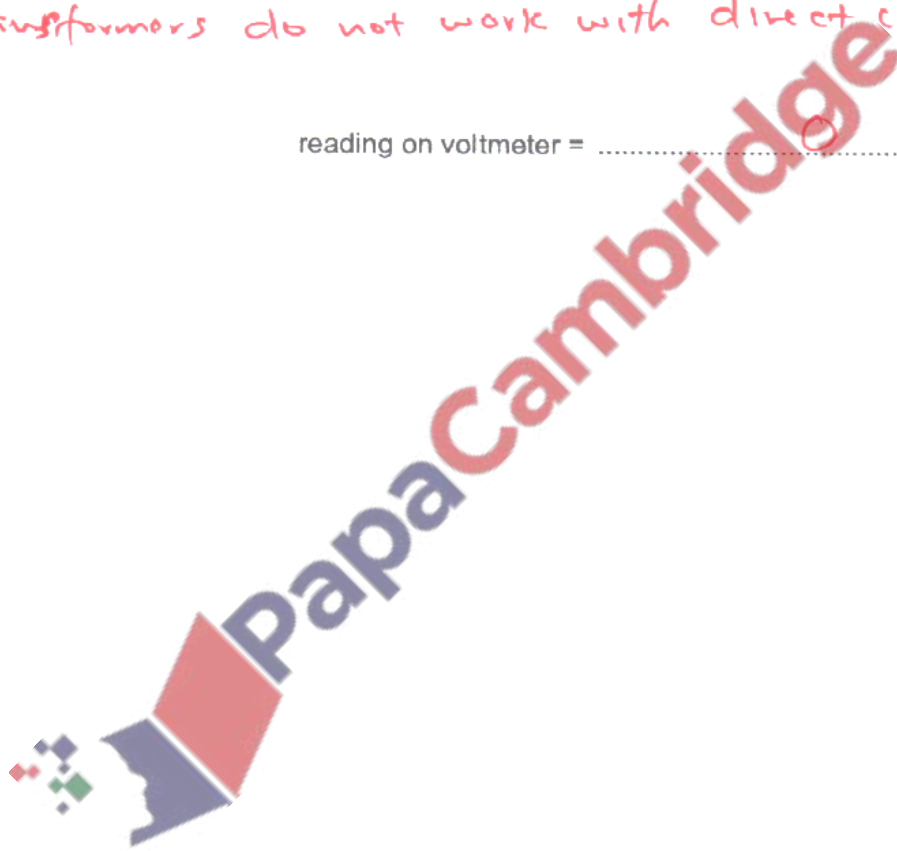 do not work with direct
reading on voltmeter = ........................ 0 ............
PapaCambridge